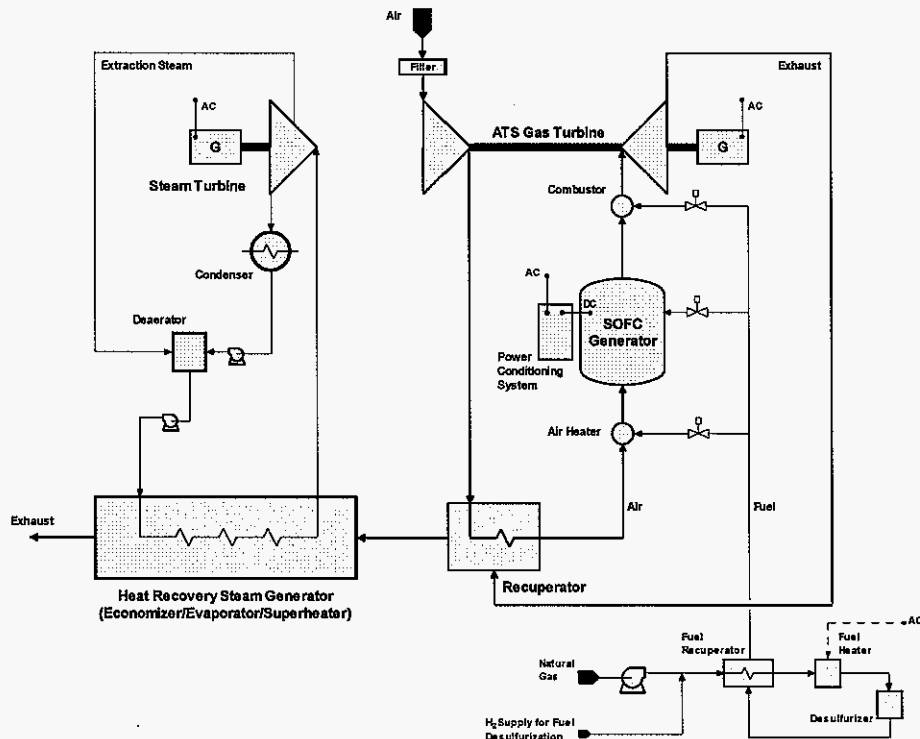 Air
Extraction Steam
Filter
Exhaust
AC
ATS Gas Turbine
AC
G
G
Steam Turbine
Combustor
Condenser
AC
DC
SOFC
Generator
Deaerator
Power
Conditioning
System
Air Heater
Exhaust
Air
Fuel
Recuperator
Heat Recovery Steam Generator
(Economizer/Evaporator/Superheater)
AC
Fuel
Recuperator
Fuel
Heater
Natural
Gas
Desulfurizer
H₂Supply for Fuel
Desulfurization